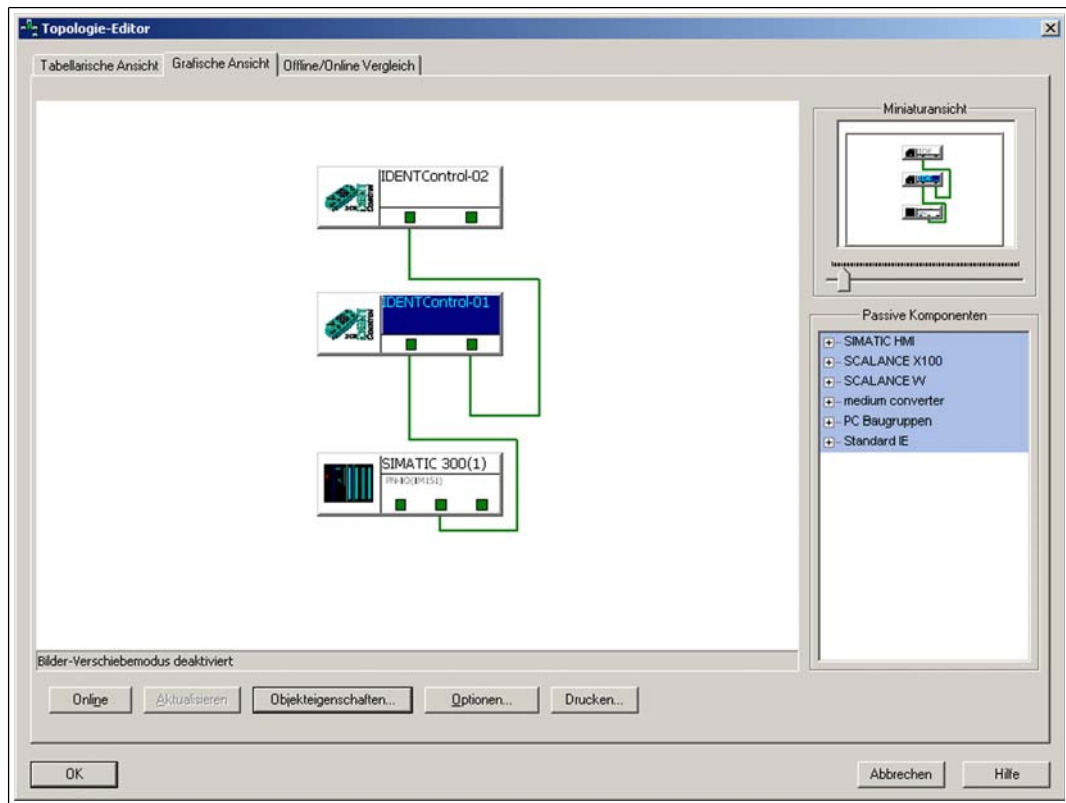 Topologie-Editor
Tabellarische Ansicht
Grafische Ansicht
Offline/Online Vergleich
IDENTControl-02
IDENTControl-01
SIMATIC 300(1)
PN-IO(IM151)
Miniaturansicht
Passive Komponenten
SIMATIC HMI
SCALANCE X100
SCALANCE W
medium converter
PC Baugruppen
Standard IE
Bilder-Verschiebemodus deaktiviert
Online
Aktualisieren
Objekteigenschaften...
Optionen...
Drucken...
OK
Abbrechen
Hilfe